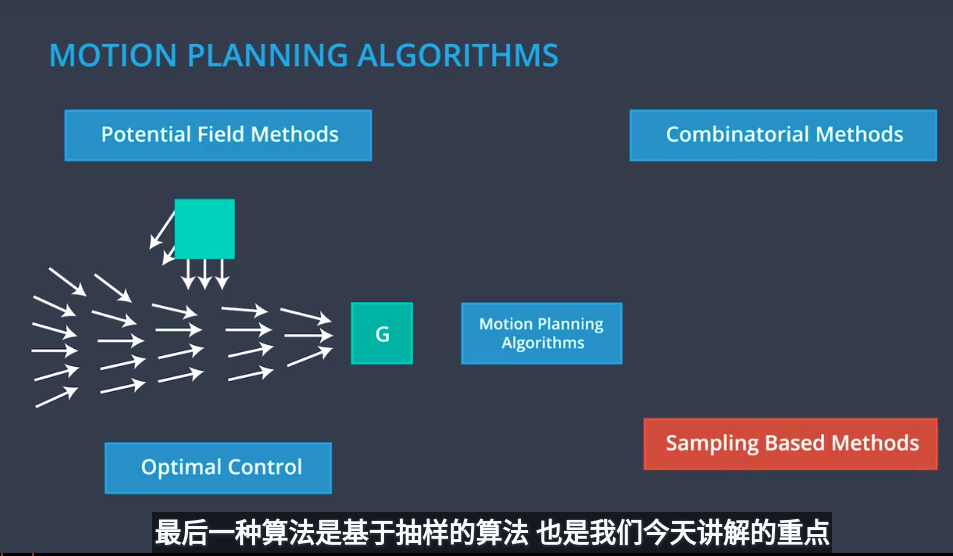 MOTION PLANNING ALGORITHMS
Potential Field Methods
Combinatorial Methods
G
Motion Planning
Algorithms
Sampling Based Methods
Optimal Control
最后一种算法是基于抽样的算法 也是我们今天讲解的重点